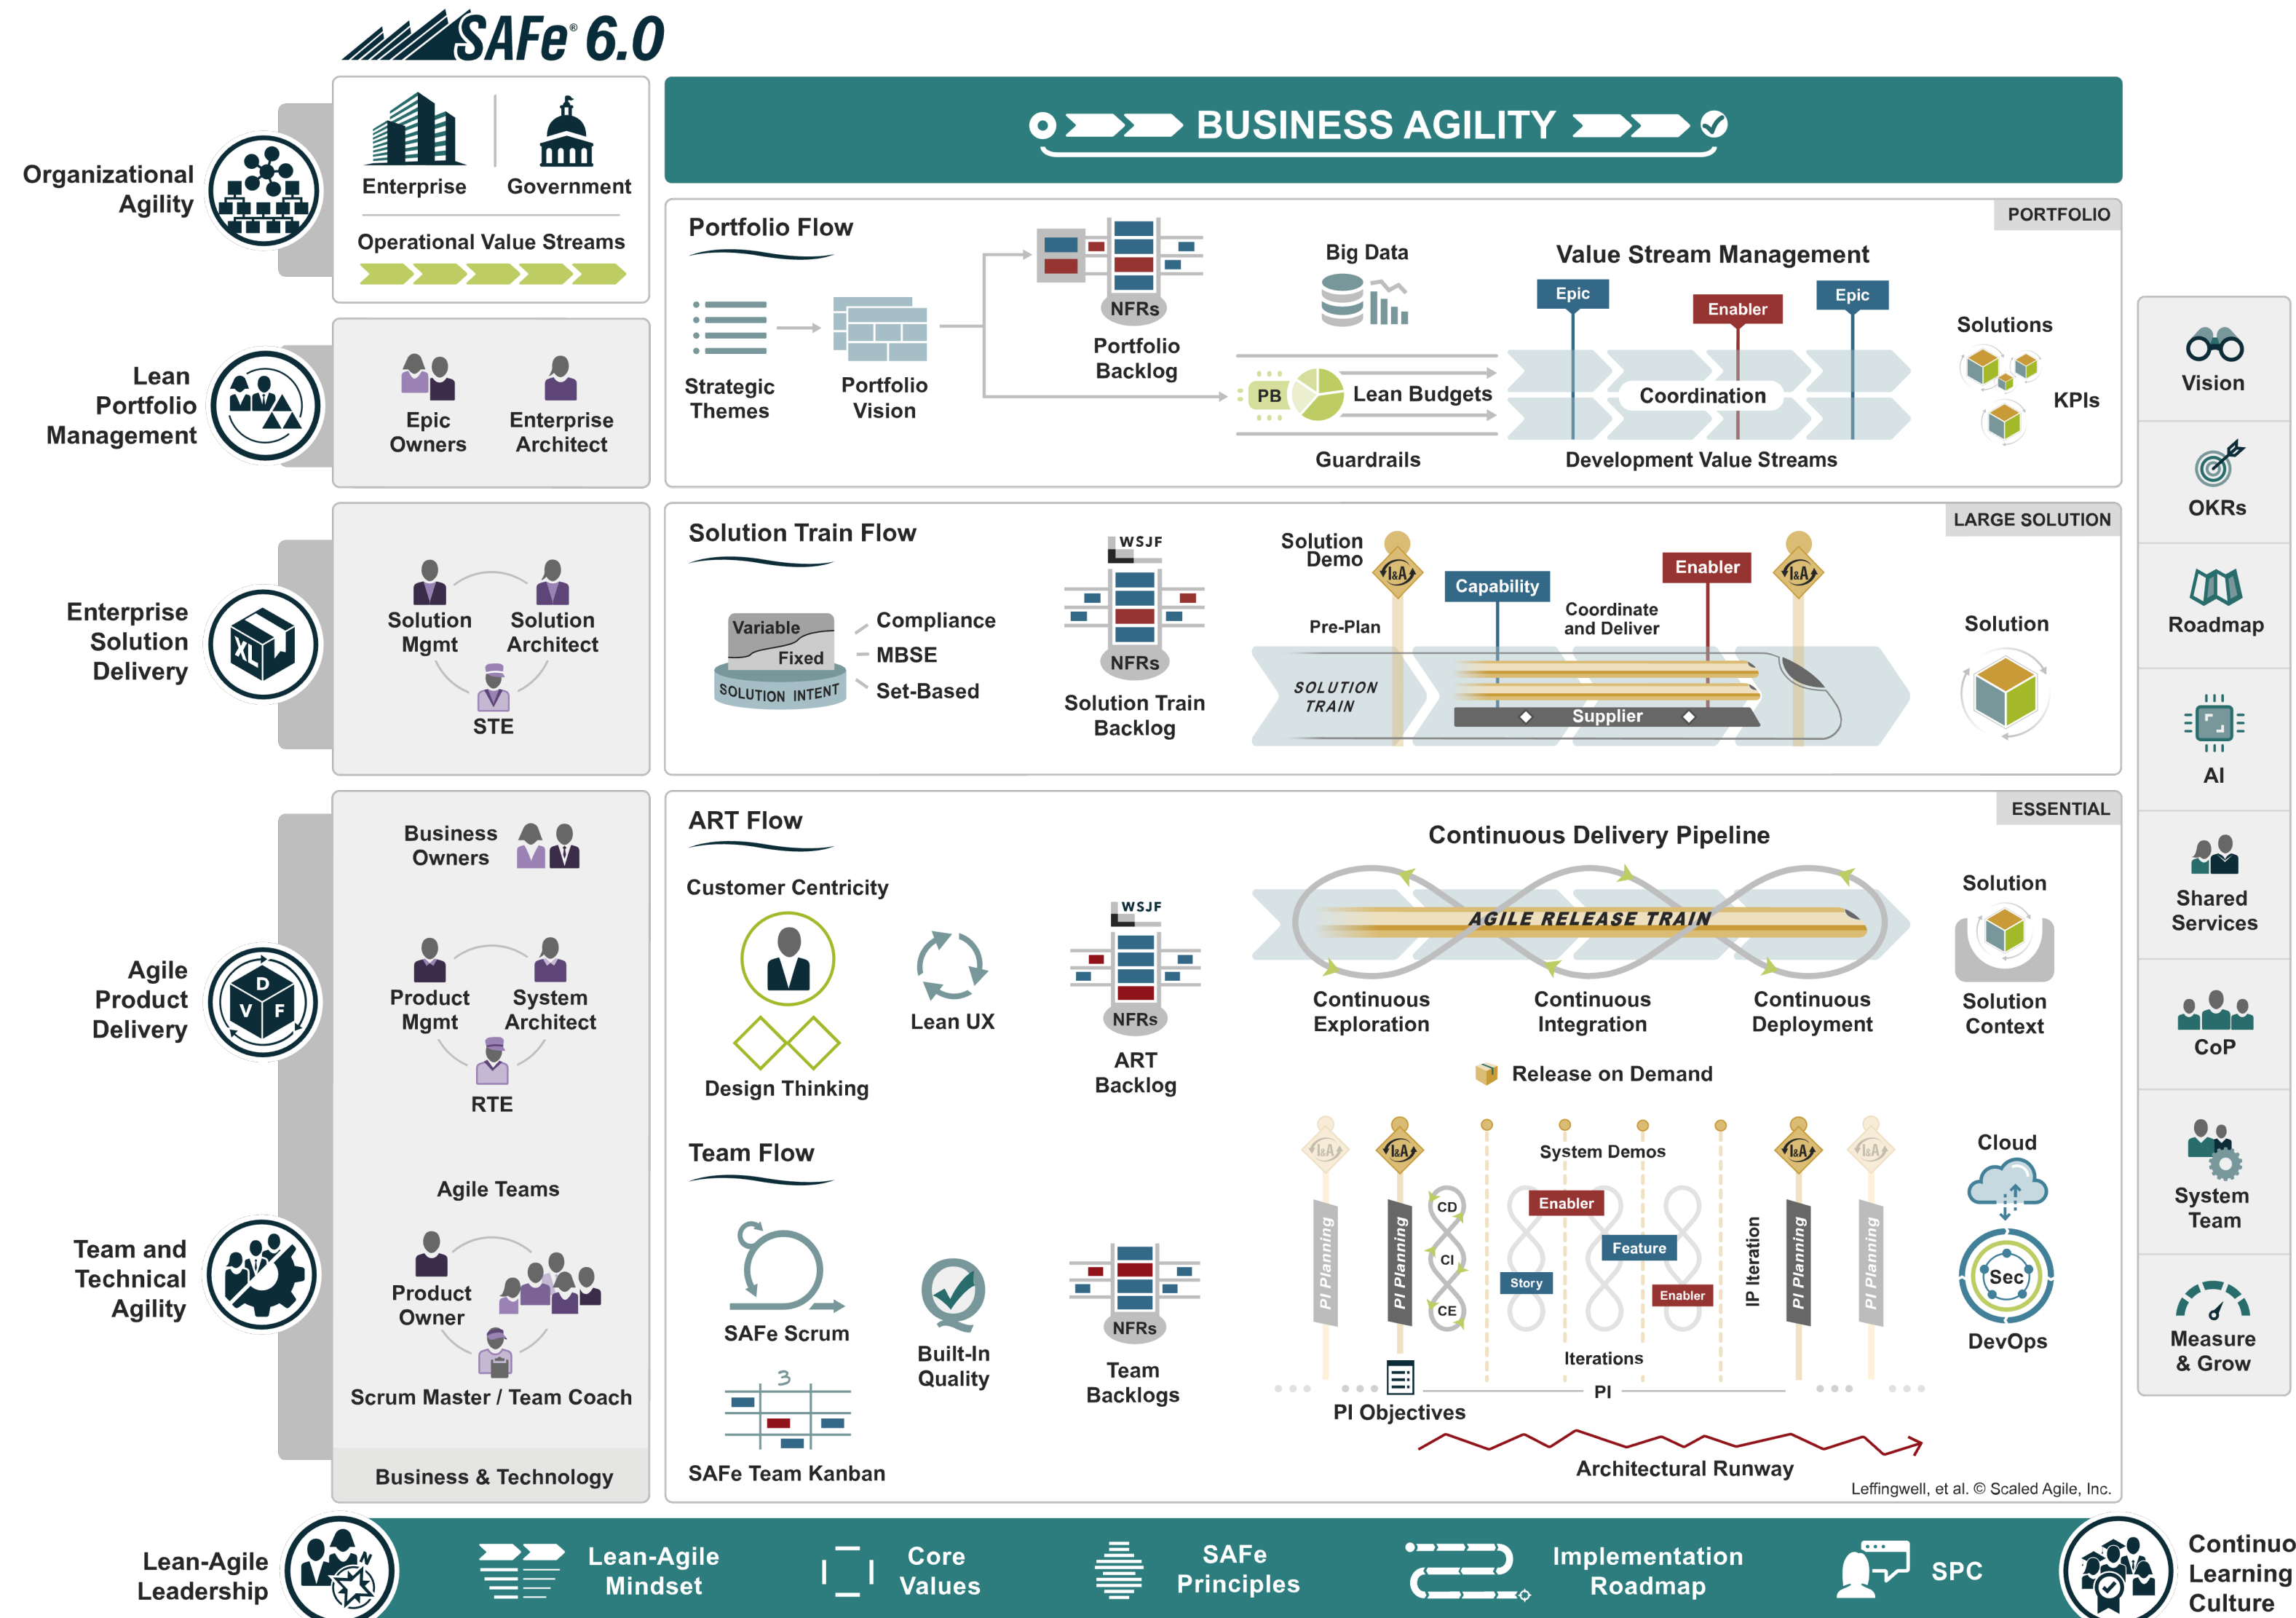 SAFe® 6.0
BUSINESS AGILITY
Organizational
Agility
Enterprise
Government
Operational Value Streams
PORTFOLIO
Portfolio Flow
Strategic
Themes
Portfolio
Vision
NFRs
Portfolio
Backlog
Big Data
PB
Lean Budgets
Guardrails
Value Stream Management
Epic
Enabler
Epic
Coordination
Development Value Streams
Solutions
KPIs
Lean
Portfolio
Management
Epic
Owners
Enterprise
Architect
LARGE SOLUTION
Enterprise
Solution
Delivery
XL
Solution
Mgmt
Solution
Architect
STE
Solution Train Flow
Variable
Fixed
SOLUTION INTENT
Compliance
MBSE
Set-Based
WSJF
NFRs
Solution Train
Backlog
Solution
Demo
I&A
Capability
Enabler
I&A
Pre-Plan
Coordinate
and Deliver
SOLUTION
TRAIN
Supplier
Solution
ESSENTIAL
Agile
Product
Delivery
D
V
F
Business
Owners
Product
Mgmt
System
Architect
RTE
ART Flow
Customer Centricity
Design Thinking
Lean UX
WSJF
NFRs
ART
Backlog
Continuous Delivery Pipeline
AGILE RELEASE TRAIN
Continuous
Exploration
Continuous
Integration
Continuous
Deployment
Release on Demand
Solution
Solution
Context
Team and
Technical
Agility
Agile Teams
Product
Owner
Scrum Master / Team Coach
Business & Technology
Team Flow
SAFe Scrum
3
SAFe Team Kanban
Built-In
Quality
NFRs
Team
Backlogs
I&A
I&A
System Demos
I&A
I&A
PI Planning
PI Planning
CD
CI
CE
Enabler
Feature
Story
Enabler
IP Iteration
PI Planning
PI Planning
Iterations
PI
PI Objectives
Architectural Runway
Cloud
Sec
DevOps
Leffingwell, et al. © Scaled Agile, Inc.
Vision
OKRs
Roadmap
AI
Shared
Services
CoP
System
Team
Measure
& Grow
Lean-Agile
Leadership
N
Lean-Agile
Mindset
Core
Values
SAFe
Principles
Implementation
Roadmap
SPC
Continuo
Learning
Culture